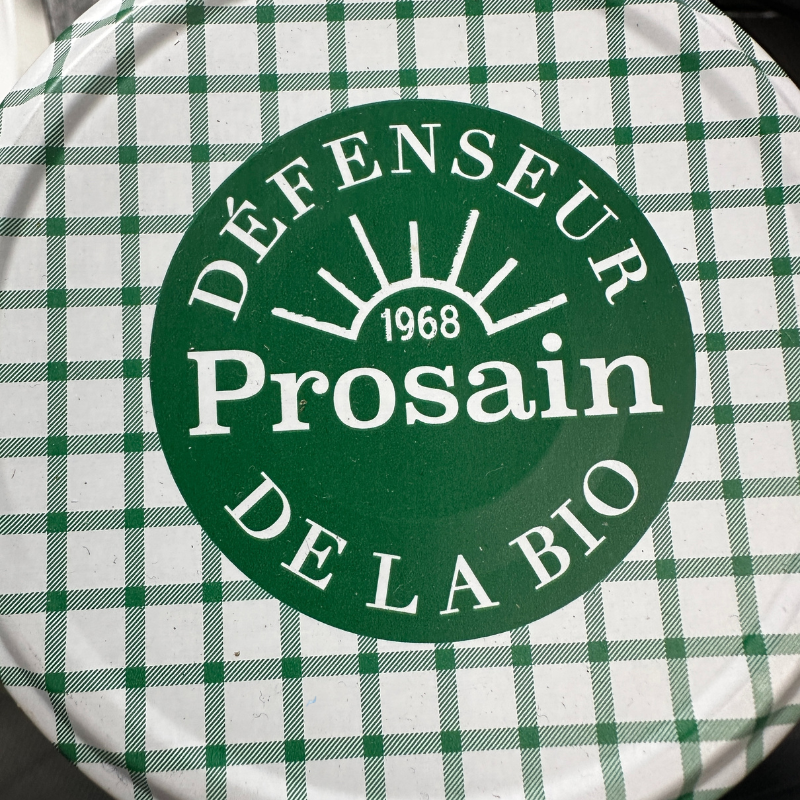 DÉFENSEUR
1968
Prosain
DE LA BIO